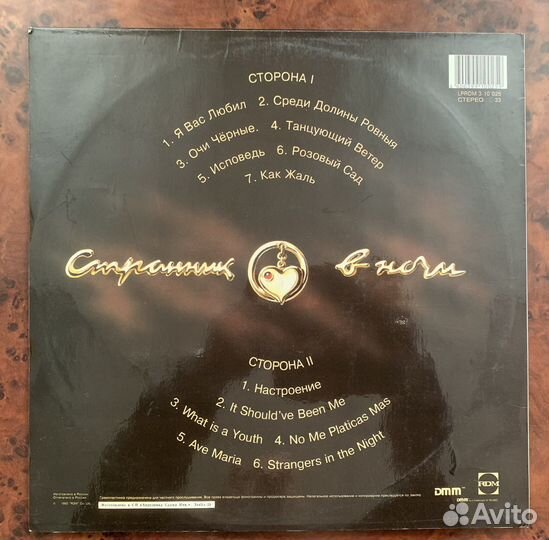 СТОРОНА I
1. Я Вас Любил 2. Среди Долины Ровныя
3. Очи Чёрные. 4. Танцующий Ветер
5. Исповедь 6. Розовый Сад
7. Как Жаль
LPRDM 3 10 025
СТЕРЕО 33
Странник в ночи
СТОРОНА II
1. Настроение
2. It Should've Been Me
3. What is a Youth 4. No Me Platicas Mas
5. Ave Maria 6. Strangers in the Night
Изготовлено в России
DMM
RDM
Avito